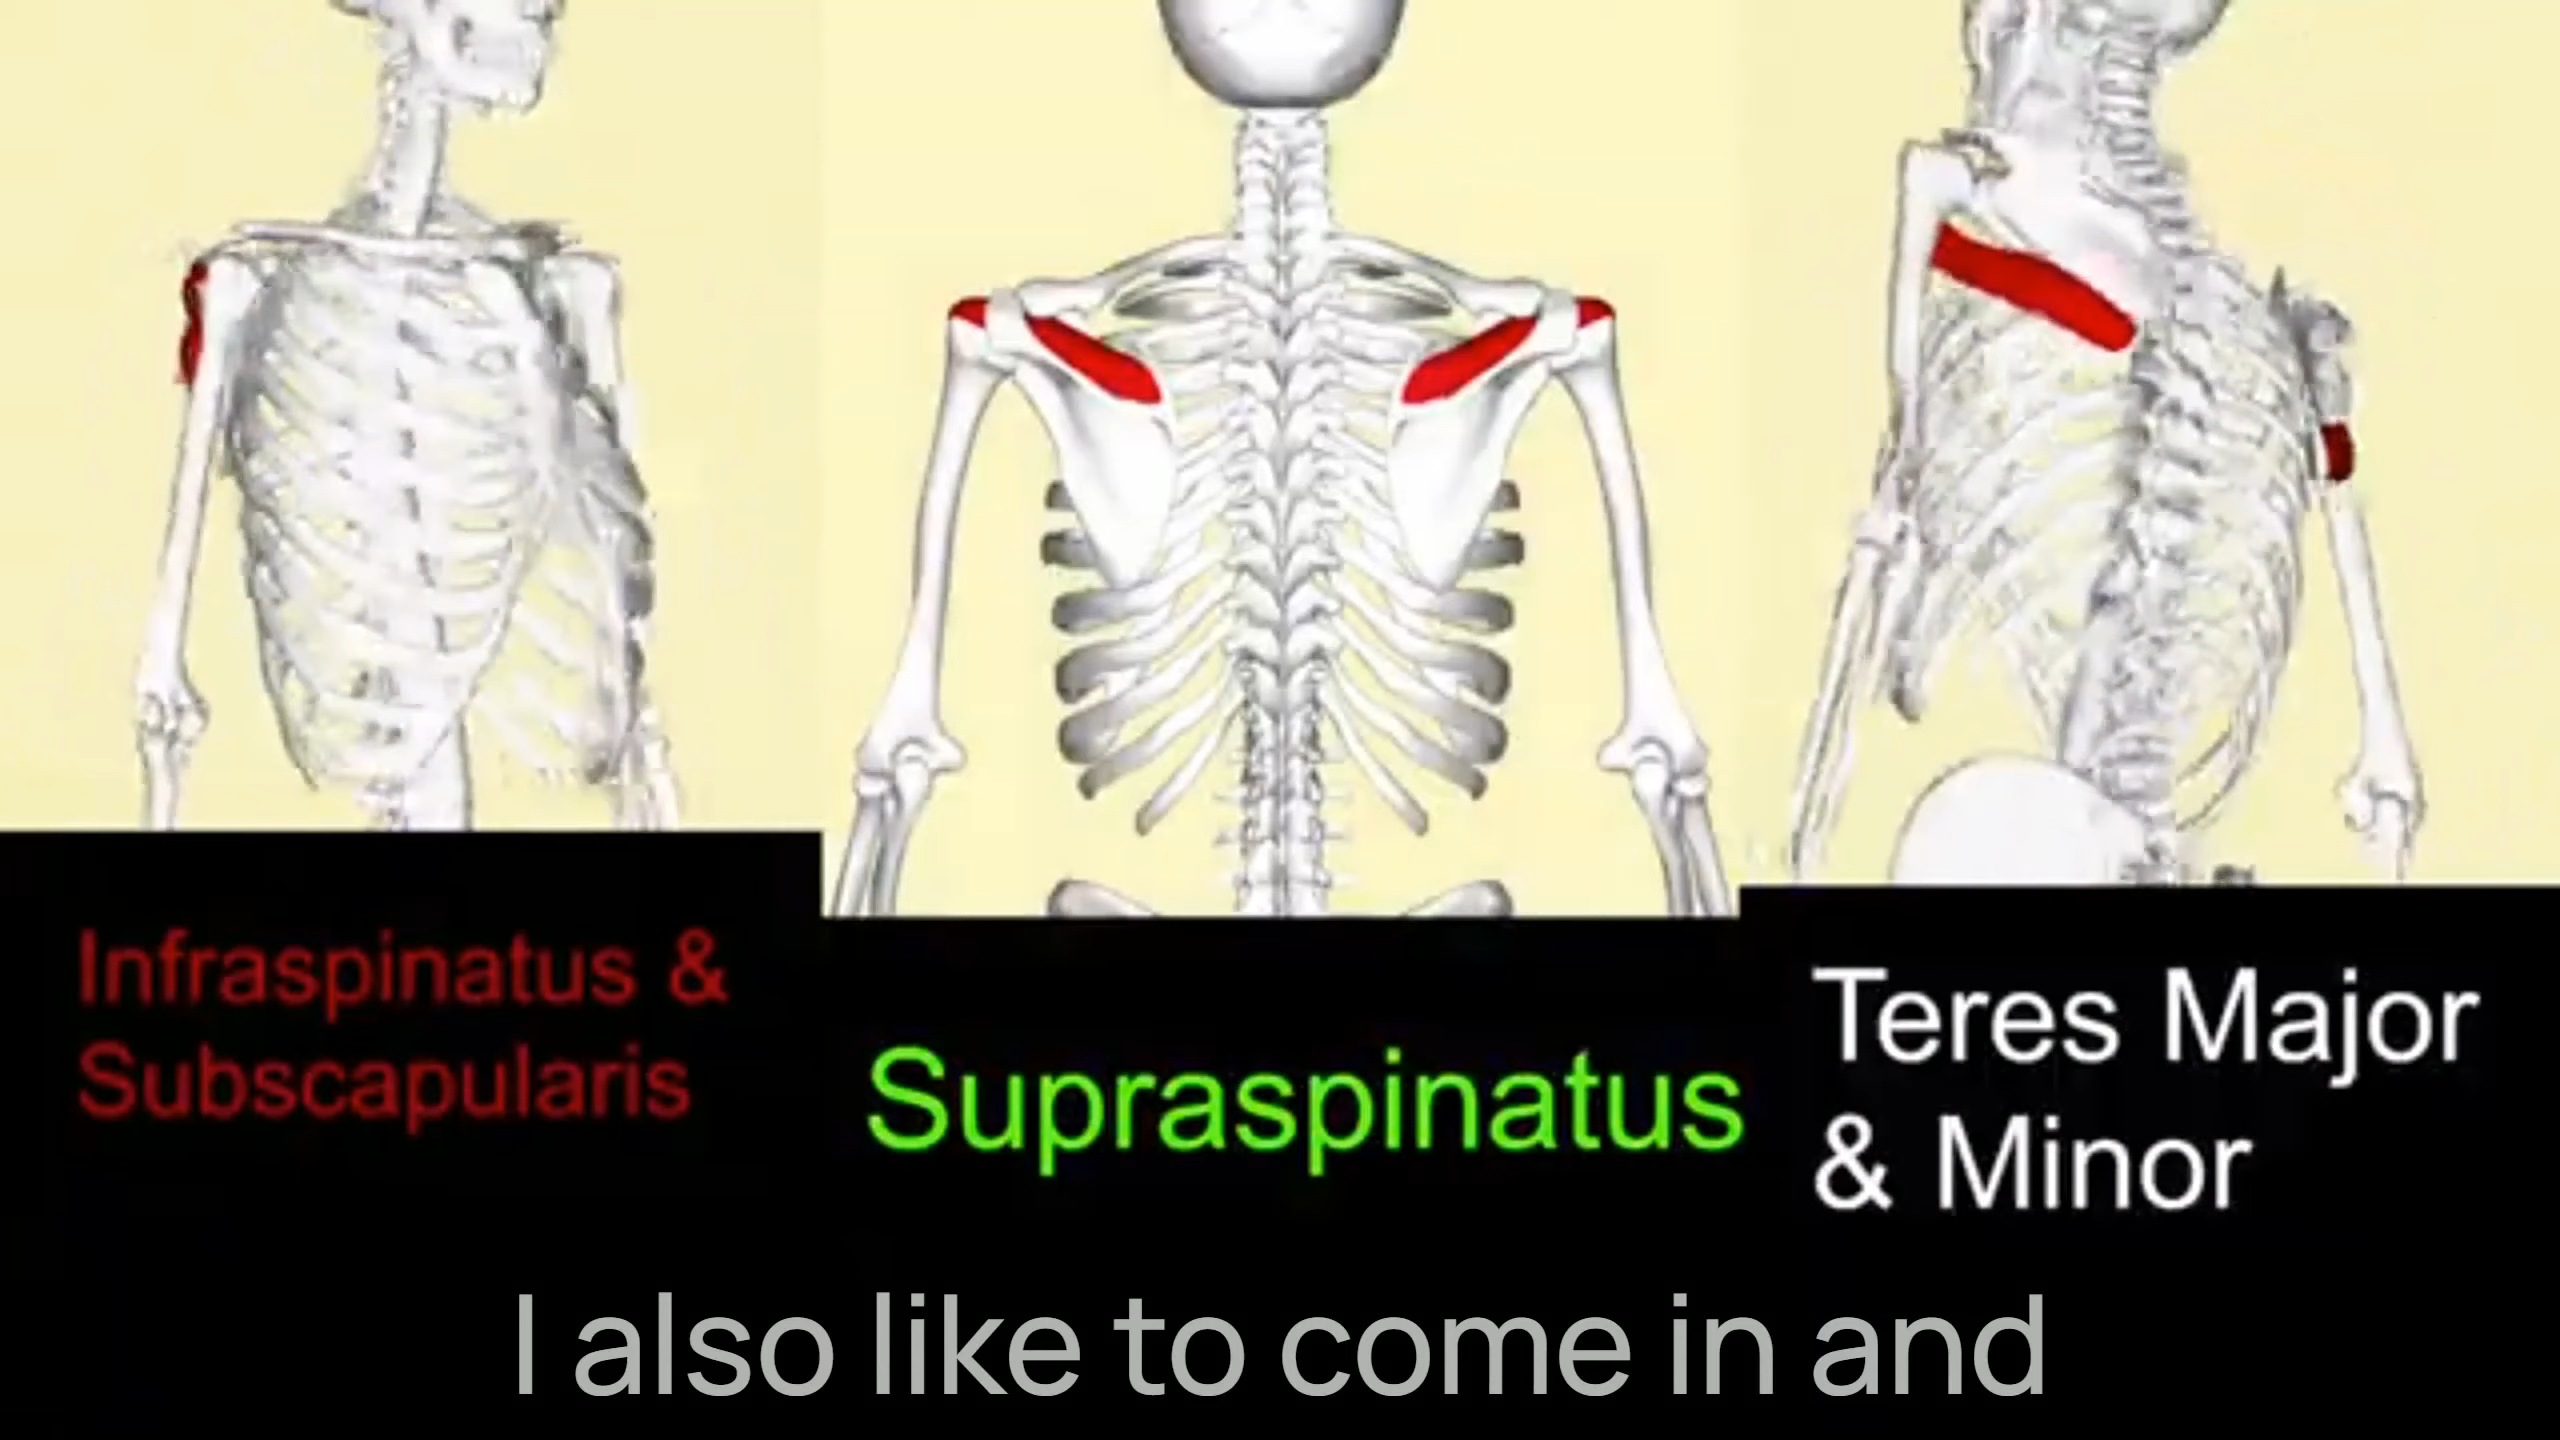 Infraspinatus &
Subscapularis
Supraspinatus
Teres Major
& Minor
I also like to come in and